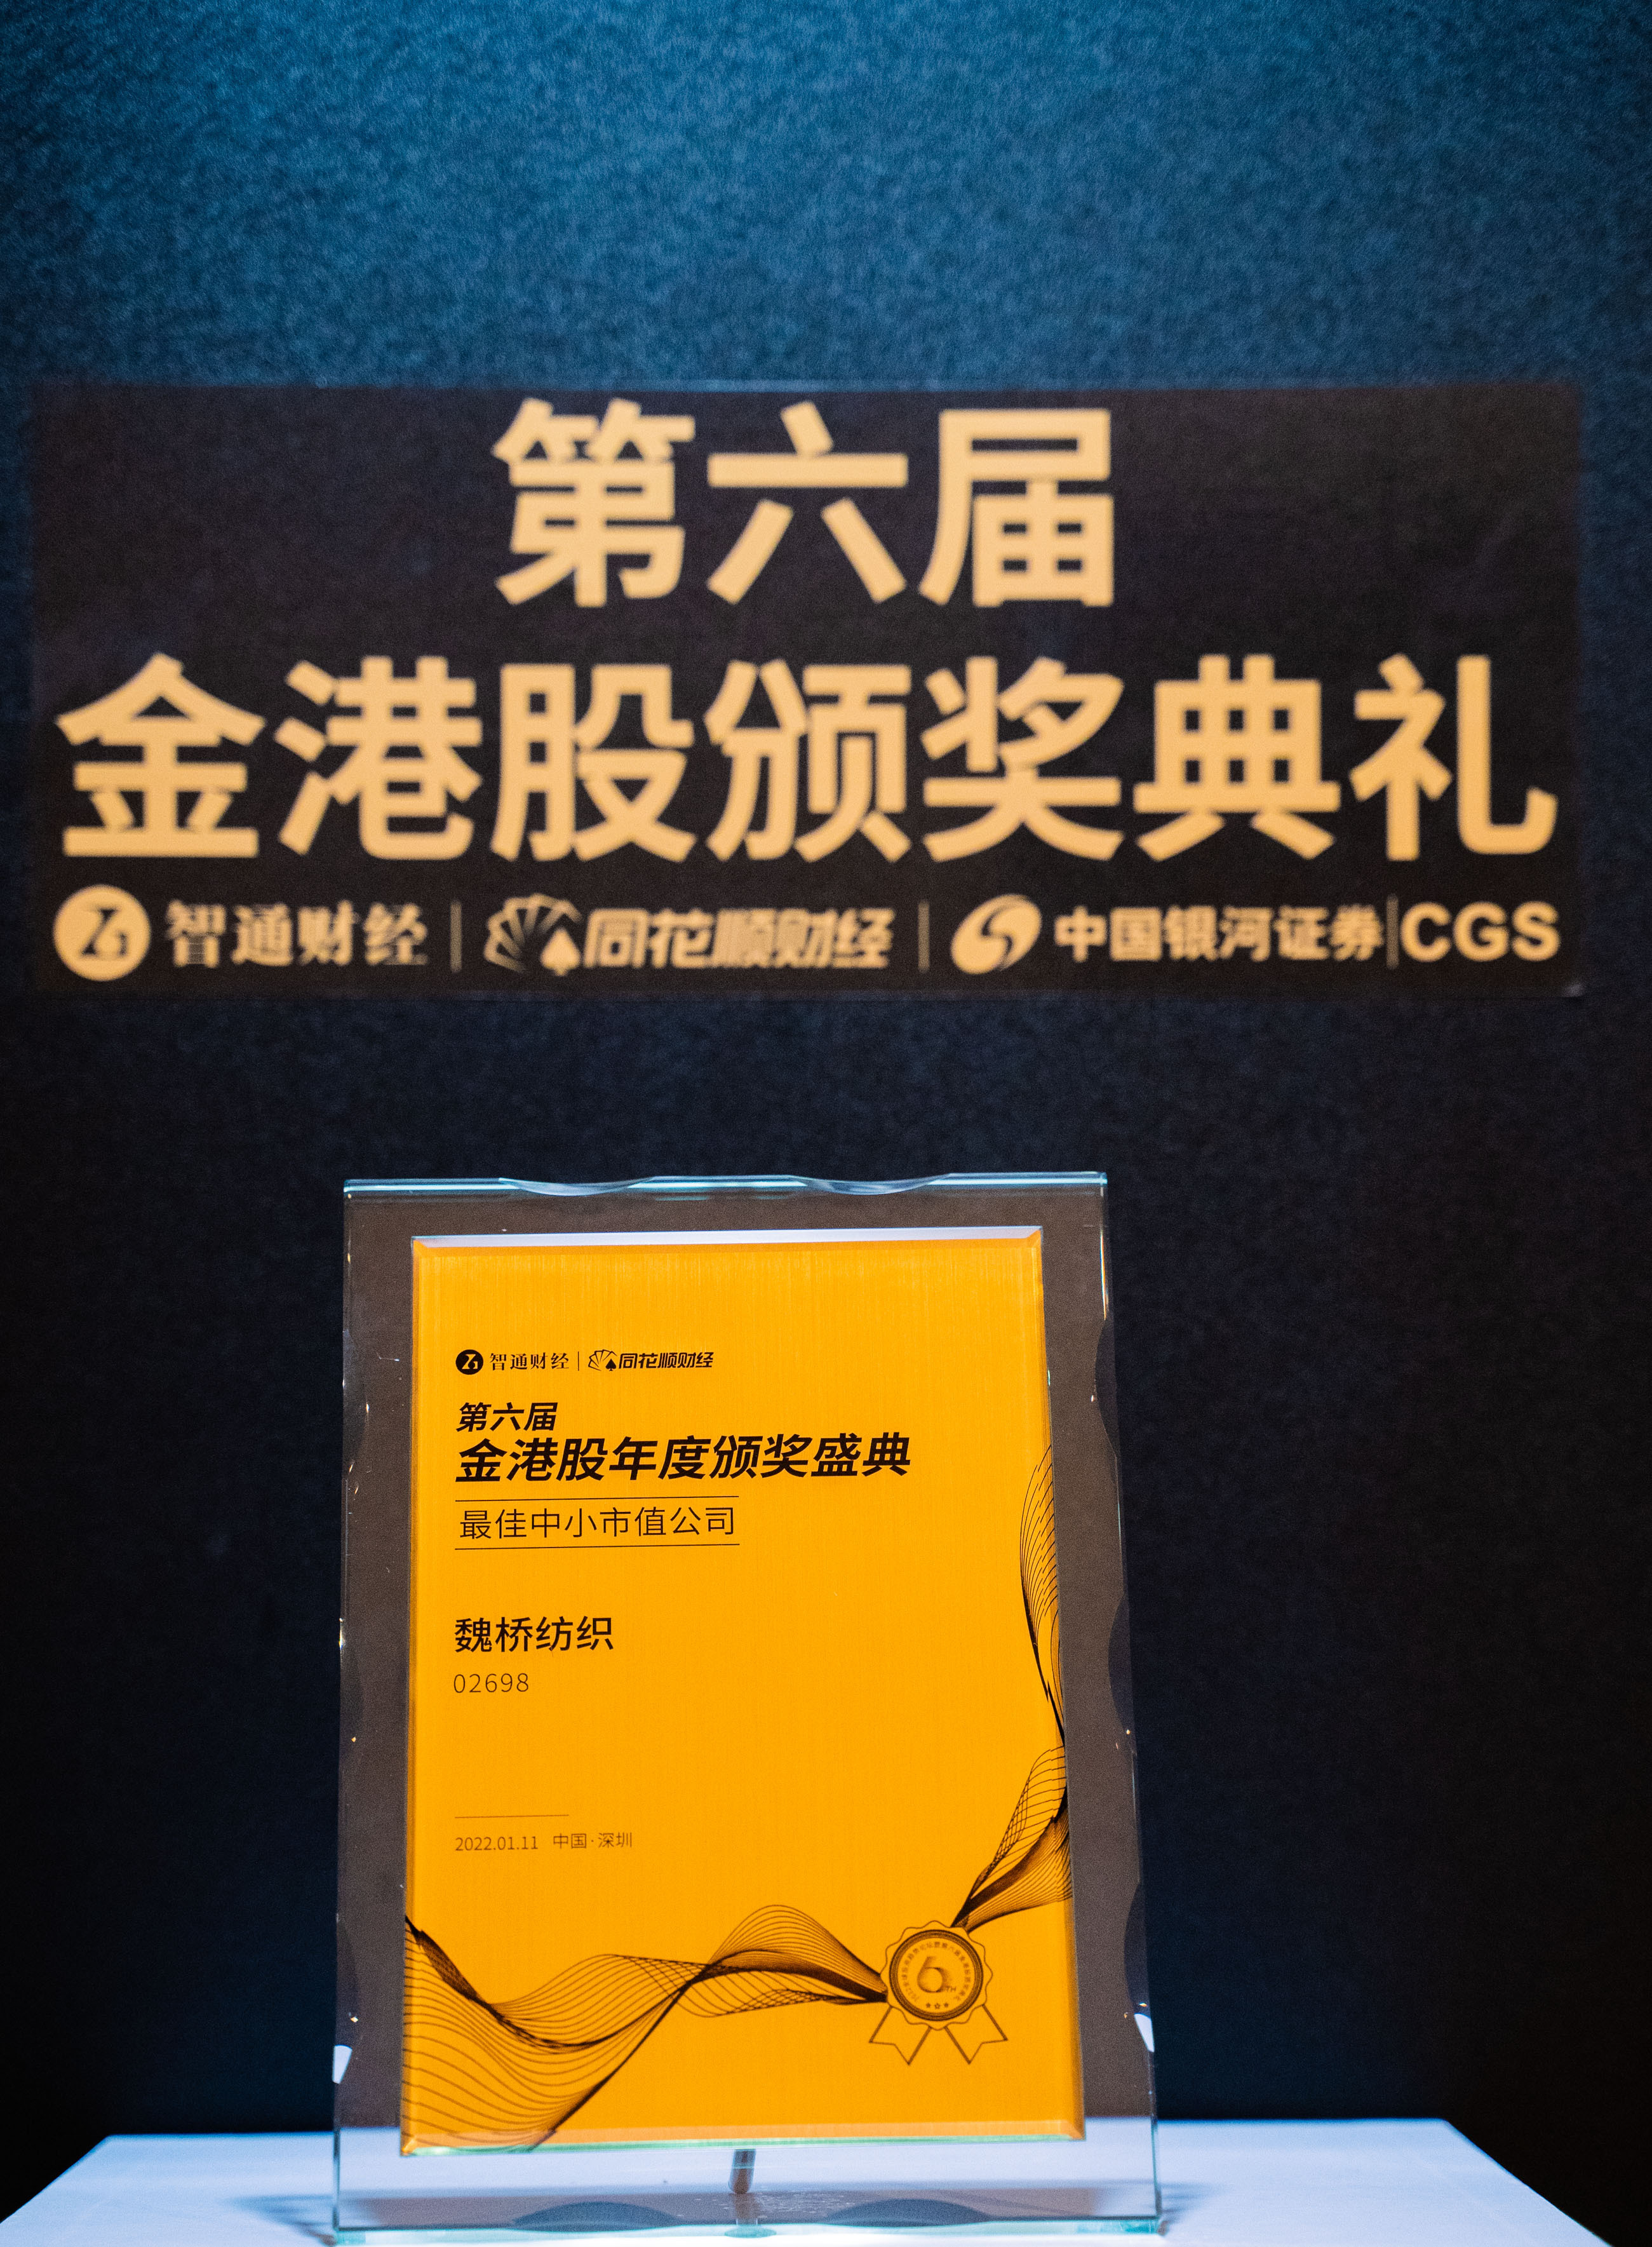 第六届
金港股颁奖典礼
智通财经 | 同花顺财经 | 中国银河证券|CGS
智通财经 | 同花顺财经
第六届
金港股年度颁奖盛典
最佳中小市值公司
魏桥纺织
02698
2022.01.11 中国·深圳
6TH